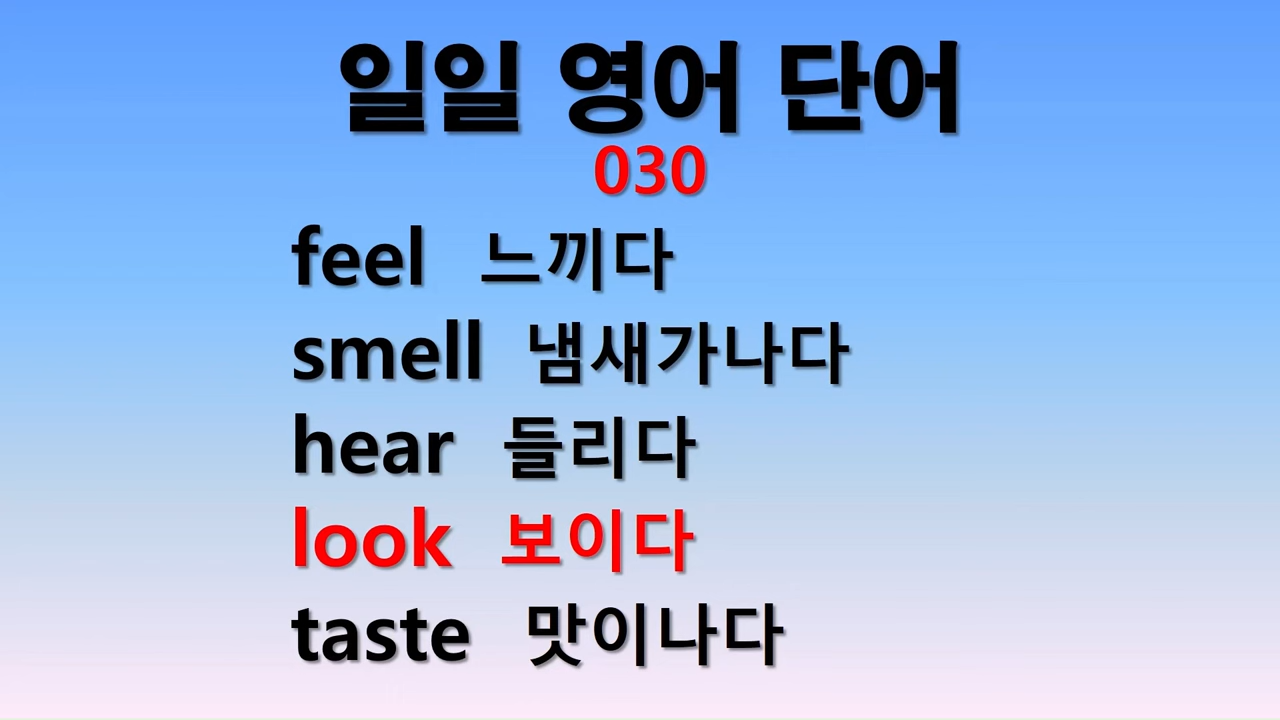 일일 영어 단어
030
feel 느끼다
smell 냄새가나다
hear 들리다
look 보이다
taste 맛이나다